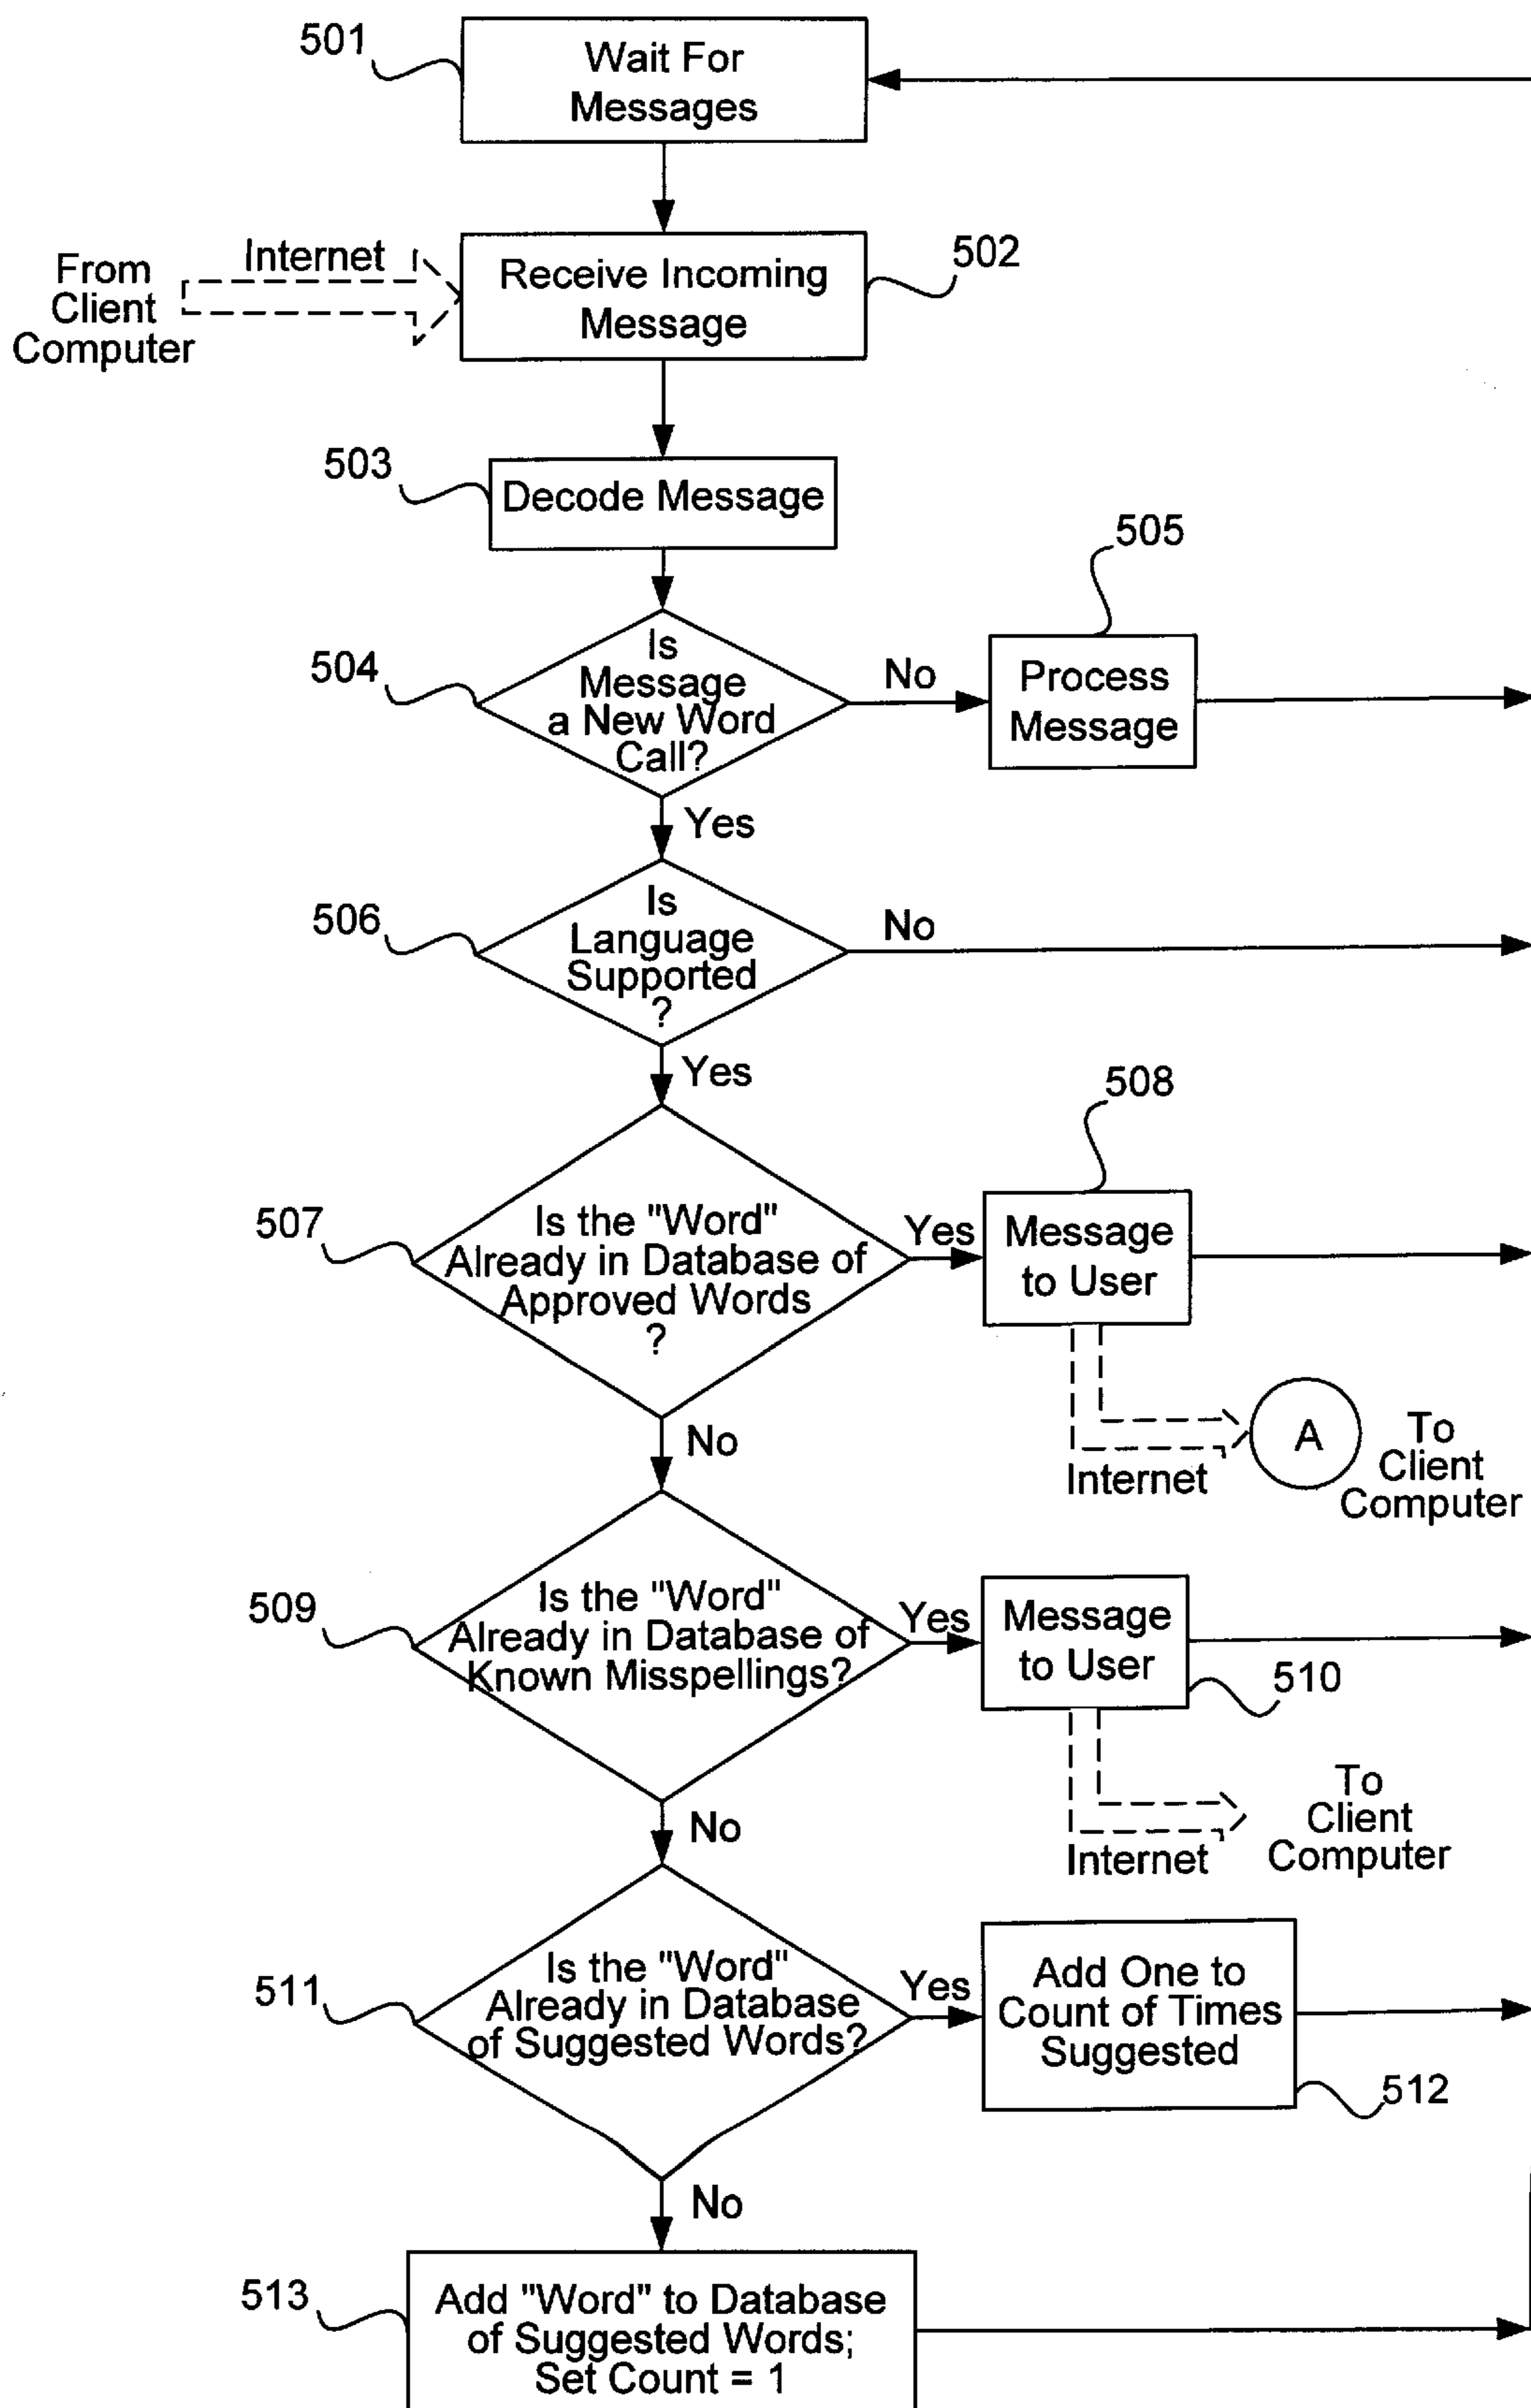 501
Wait For
Messages
From
Client
Computer
Internet
Receive Incoming
Message
502
503
Decode Message
504
Is
Message
a New Word
Call?
No
505
Process
Message
Yes
506
Is
Language
Supported
?
No
Yes
507
Is the "Word"
Already in Database of
Approved Words
?
Yes
508
Message
to User
Internet
A
To
Client
Computer
No
509
Is the "Word"
Already in Database of
Known Misspellings?
Yes
Message
to User
510
Internet
To
Client
Computer
No
511
Is the "Word"
Already in Database
of Suggested Words?
Yes
Add One to
Count of Times
Suggested
512
No
513
Add "Word" to Database
of Suggested Words;
Set Count = 1